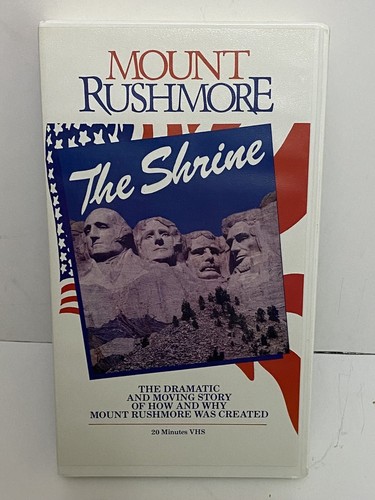 MOUNT
RUSHMORE
The Shrine
THE DRAMATIC
AND MOVING STORY
OF HOW AND WHY
MOUNT RUSHMORE WAS CREATED
20 Minutes VHS